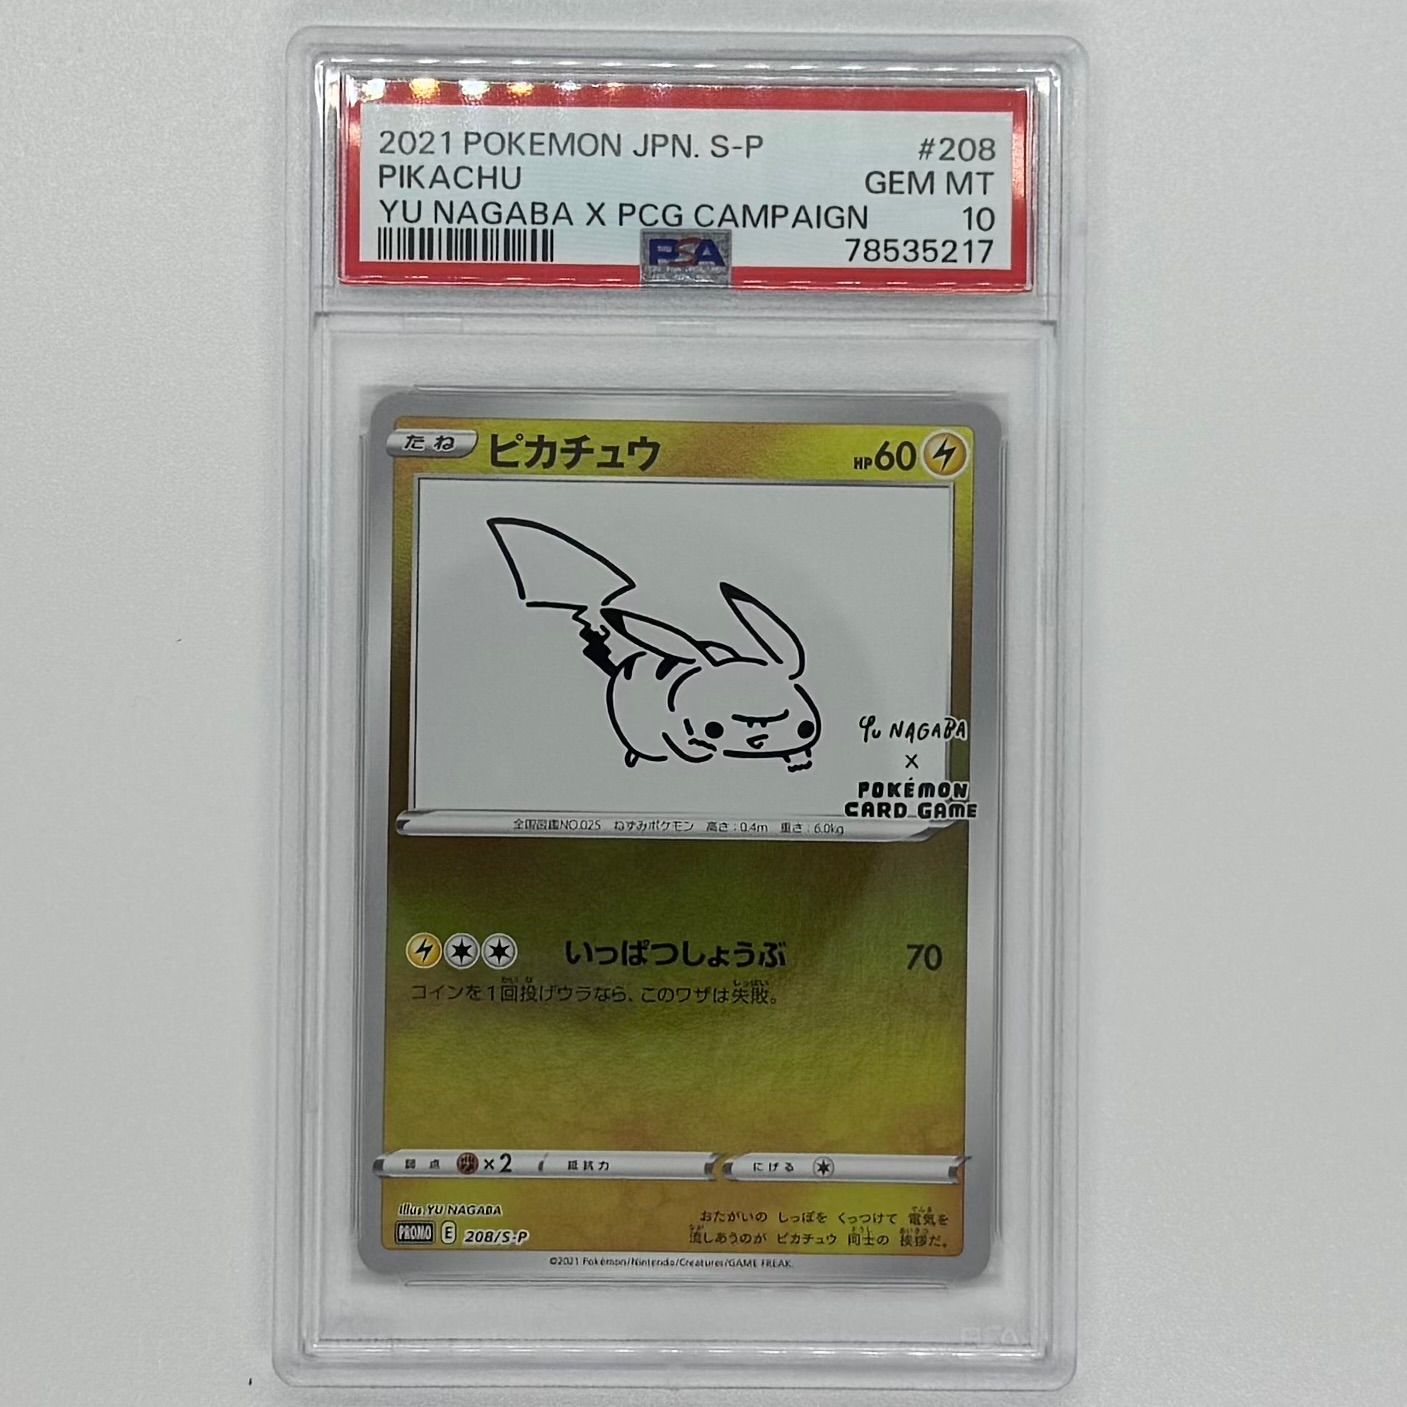 2021 POKEMON JPN. S-P #208
PIKACHU GEM MT
YU NAGABA X PCG CAMPAIGN 10
PSA 78535217
たね ピカチュウ HP60
YU NAGABA
X
POKÉMON
CARD GAME
全国図鑑NO.025 ねずみポケモン 高さ:0.4m 重さ:6.0kg
いっぱつしょうぶ 70
コインを1回投げウラなら、このワザは失敗。
弱点 ×2 抵抗力 にげる
illus. YU NAGABA
PROMO E 208/S-P
おたがいの しっぽを くっつけて 電気を
流しあうのが ピカチュウ 同士の 挨拶だ。
©2021 Pokémon/Nintendo/Creatures/GAME FREAK.
PSA